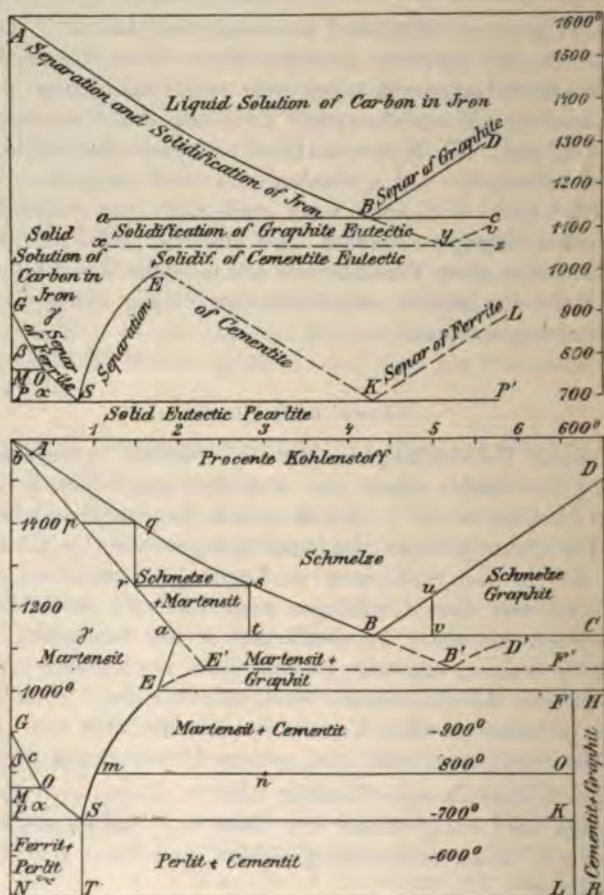 1600°
A
1500
Separation and Solidification of Iron
Liquid Solution of Carbon in Iron
1400
Separ of Graphite
D
1300
1200
B
a
c
Solidification of Graphite Eutectic
y
v
1100
x
z
Solid
Solution of
Carbon in
Iron
Solidif. of Cementite Eutectic
1000
E
G
γ
Separ of Ferrite
Separation
of Cementite
Separ of Ferrite
L
900
β
800
M O
P α
S
K
P'
700
Solid Eutectic Pearlite
1 2 3 4 5 6
600°
b A'
Procente Kohlenstoff
D
1400
p
q
Schmelze
r
Schmelze
+Martensit
s
u
Schmelze
Graphit
1200
a
t
B
v
C
γ
Martensit
E'
Martensit +
Graphit
B'
D'
F'
1000°
E
F
H
G
Martensit + Cementit
-900°
β c
m
n
800°
O
O
M
P α
S
-700°
K
Ferrit+
Perlit
Perlit + Cementit
-600°
Cementit+Graphit
N
T
L
R